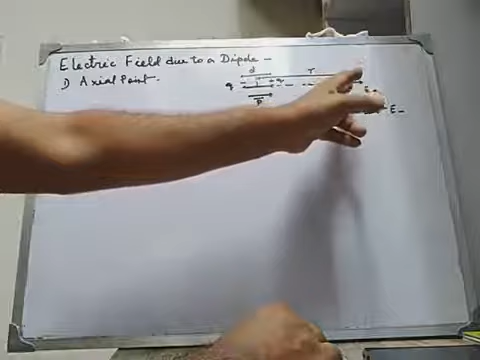 Electric Field due to a Dipole -
1) Axial Point.
d r
q - + q
p
E-